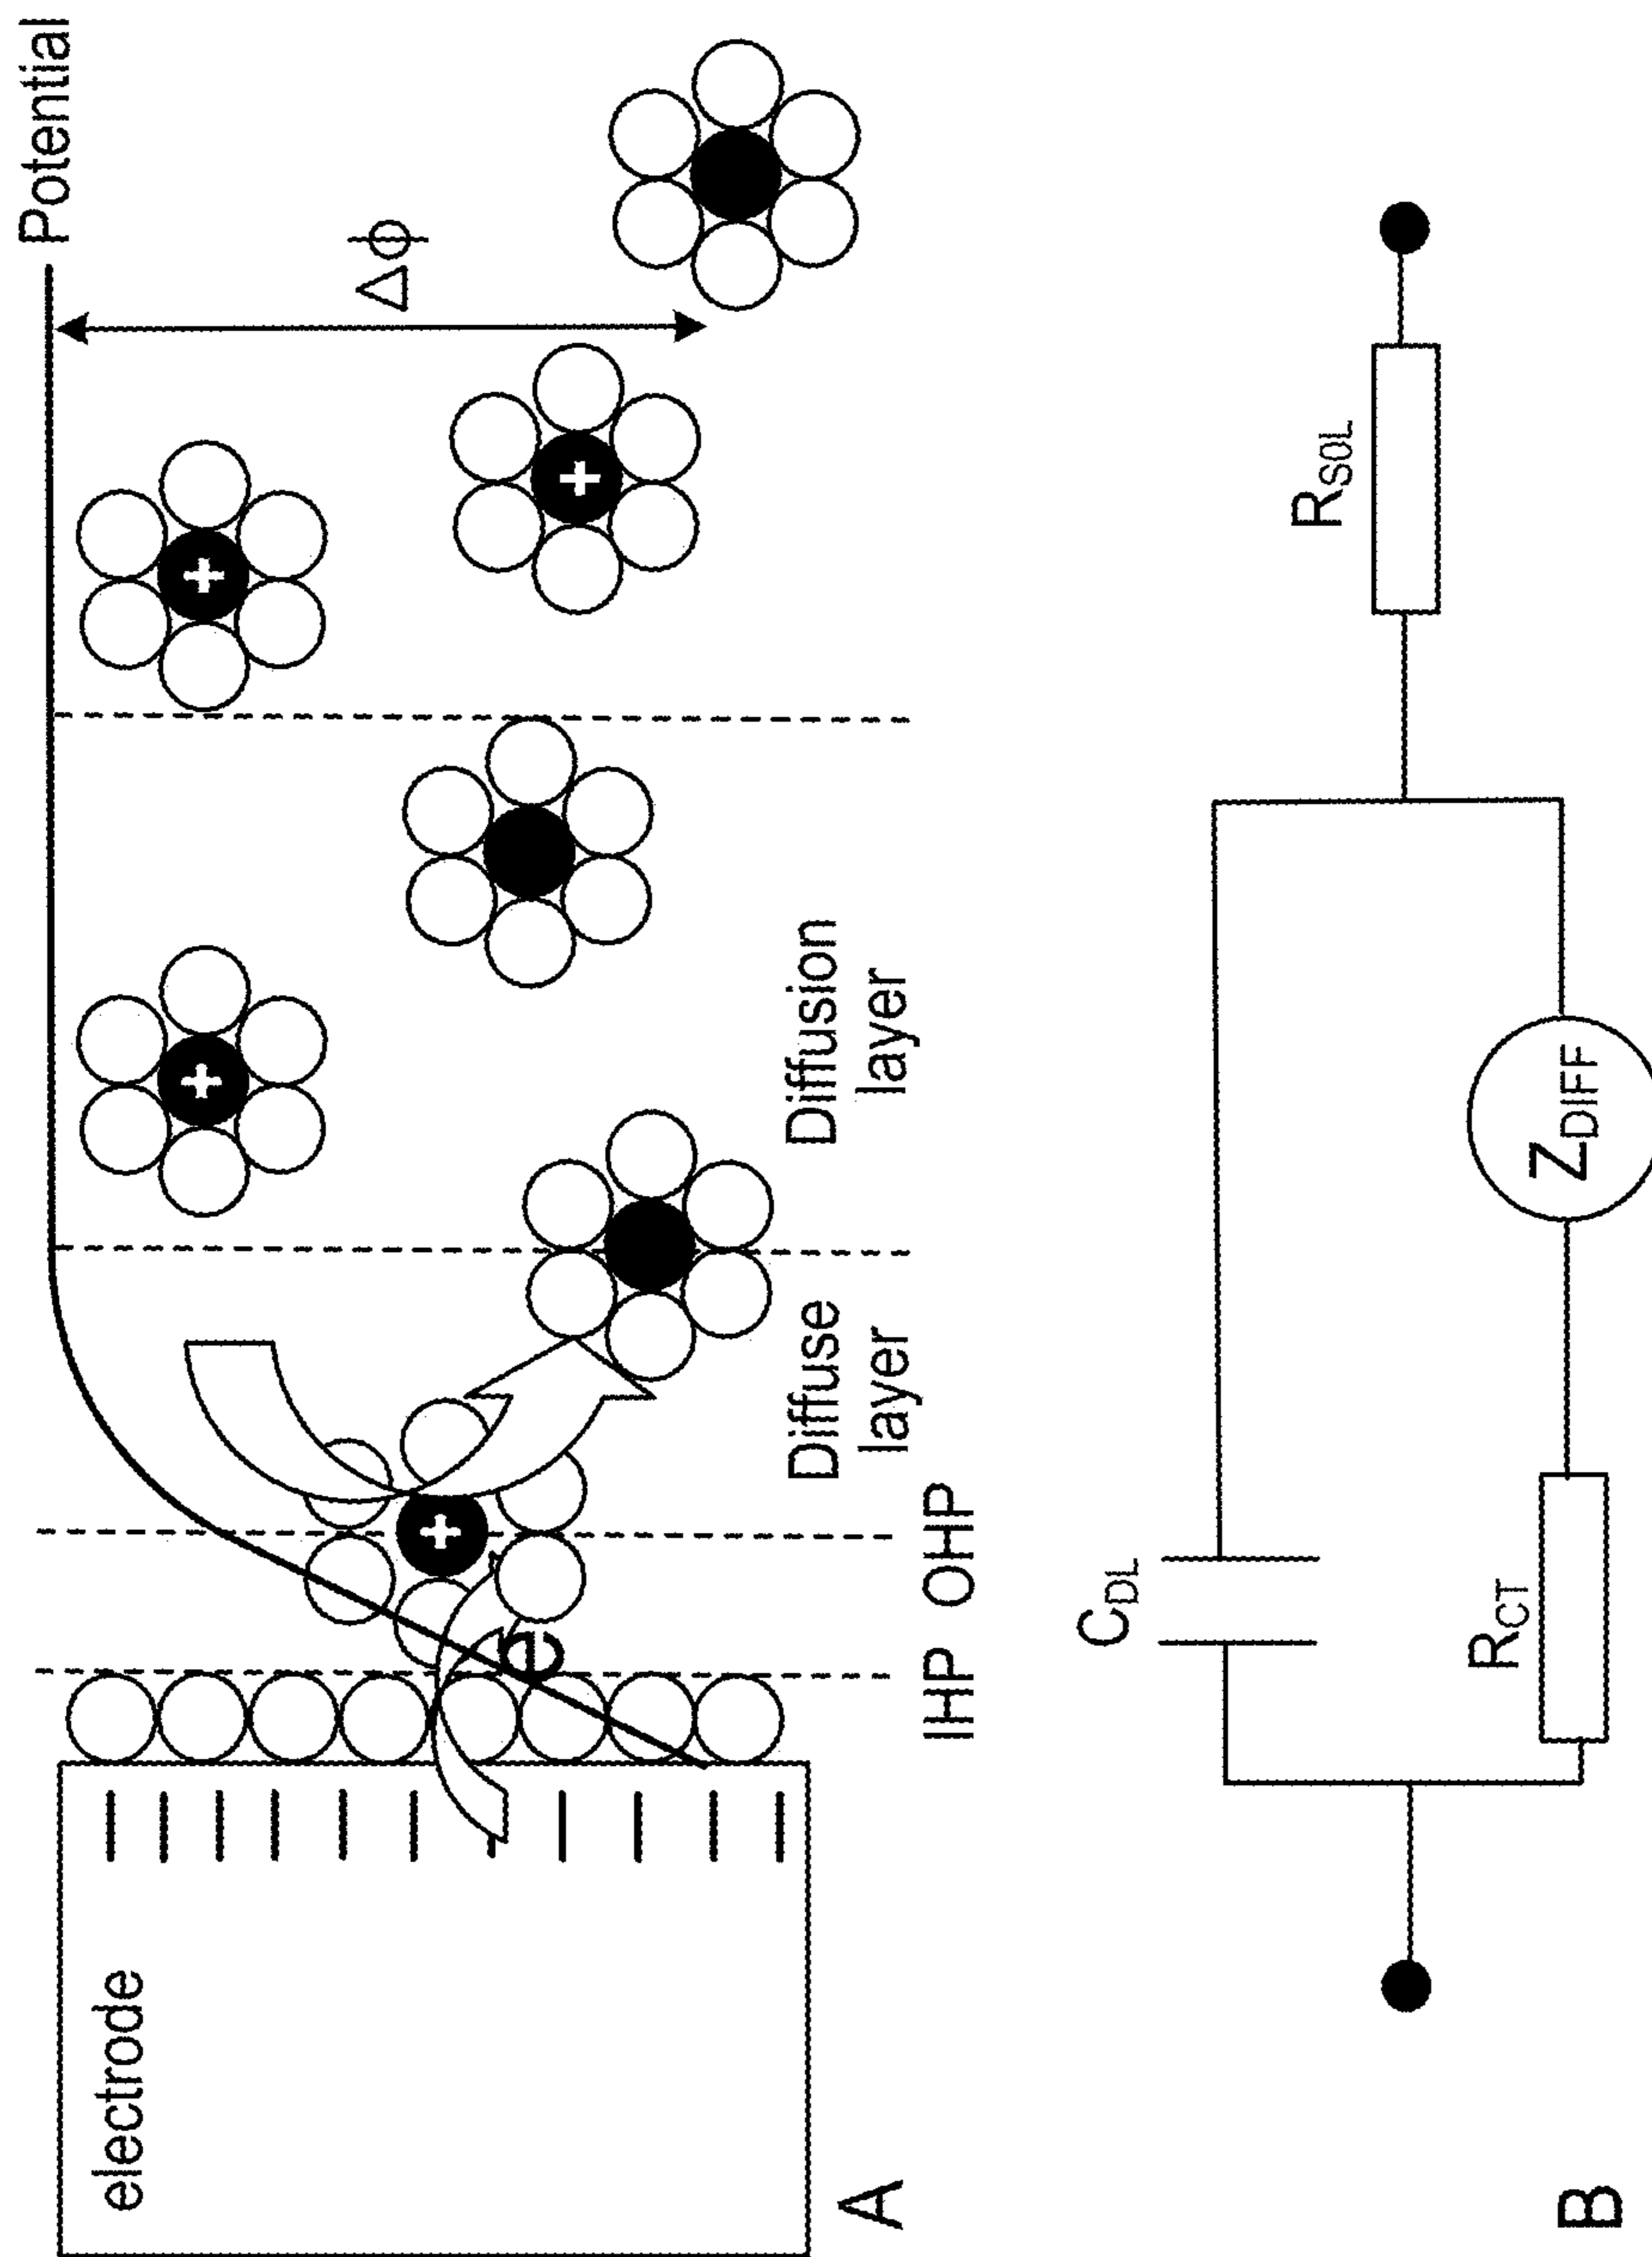 Potential
ΔΦ
electrode
e
+
+
+
+
Diffuse
layer
Diffusion
layer
IHP OHP
A
C_DL
R_CT
Z_DIFF
R_SOL
B